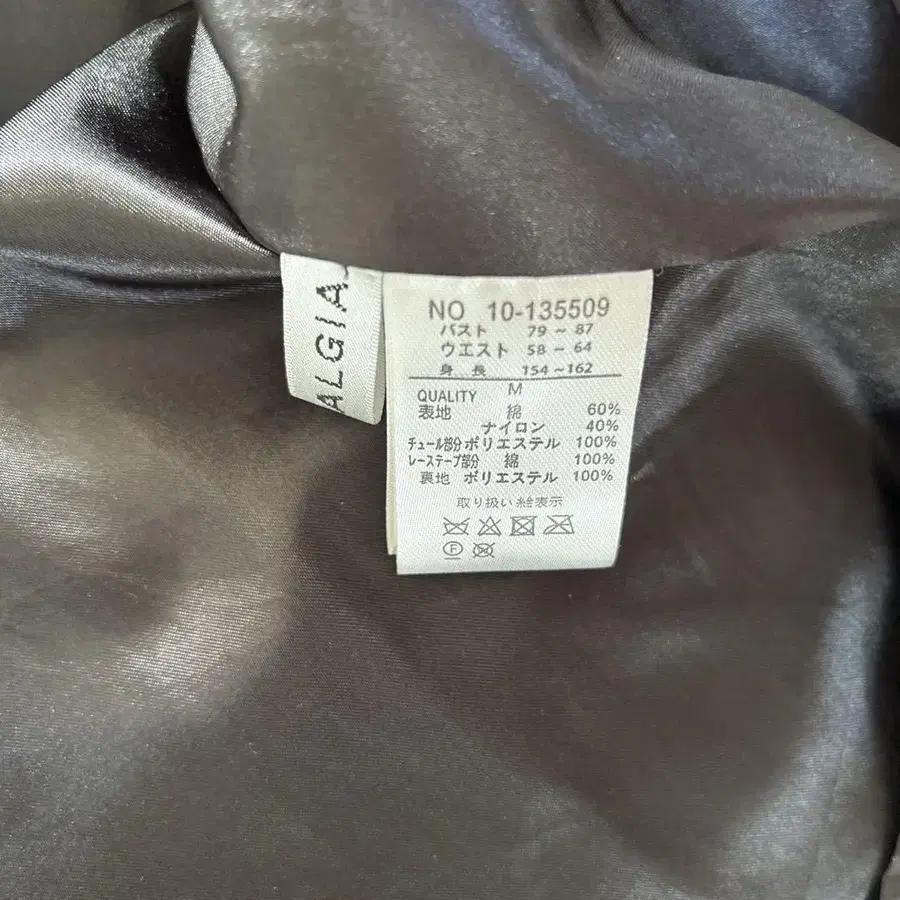 ALGIA
NO 10-135509
バスト 79 ~ 87
ウエスト 58 - 64
身 長 154~162
M
QUALITY
表地 綿 60%
ナイロン 40%
チュール部分 ポリエステル 100%
レーステープ部分 綿 100%
裏地 ポリエステル 100%
取り扱い絵表示
F